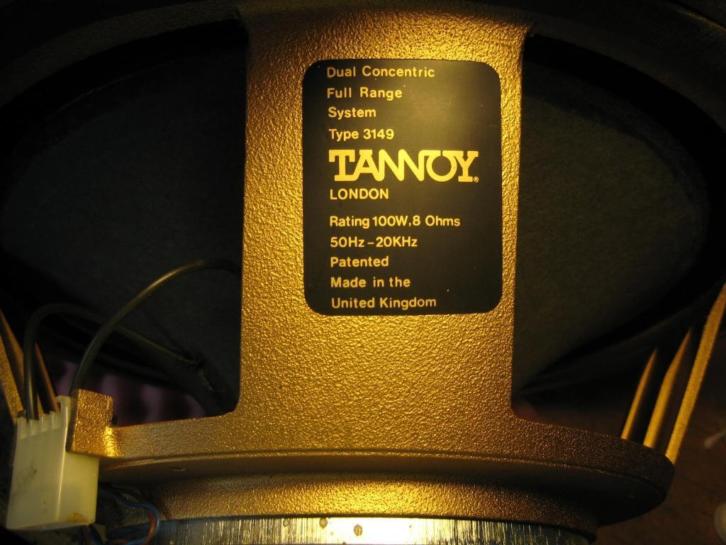 Dual Concentric
Full Range
System
Type 3149
TANNOY®
LONDON
Rating 100W, 8 Ohms
50Hz - 20KHz
Patented
Made in the
United Kingdom